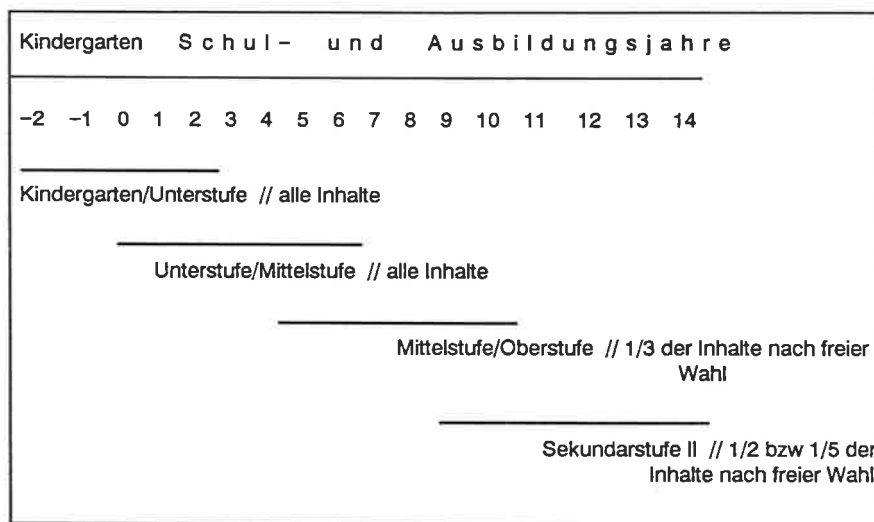 Kindergarten Schul- und Ausbildungsjahre
-2 -1 0 1 2 3 4 5 6 7 8 9 10 11 12 13 14
Kindergarten/Unterstufe // alle Inhalte
Unterstufe/Mittelstufe // alle Inhalte
Mittelstufe/Oberstufe // 1/3 der Inhalte nach freier
Wahl
Sekundarstufe II // 1/2 bzw 1/5 der
Inhalte nach freier Wahl